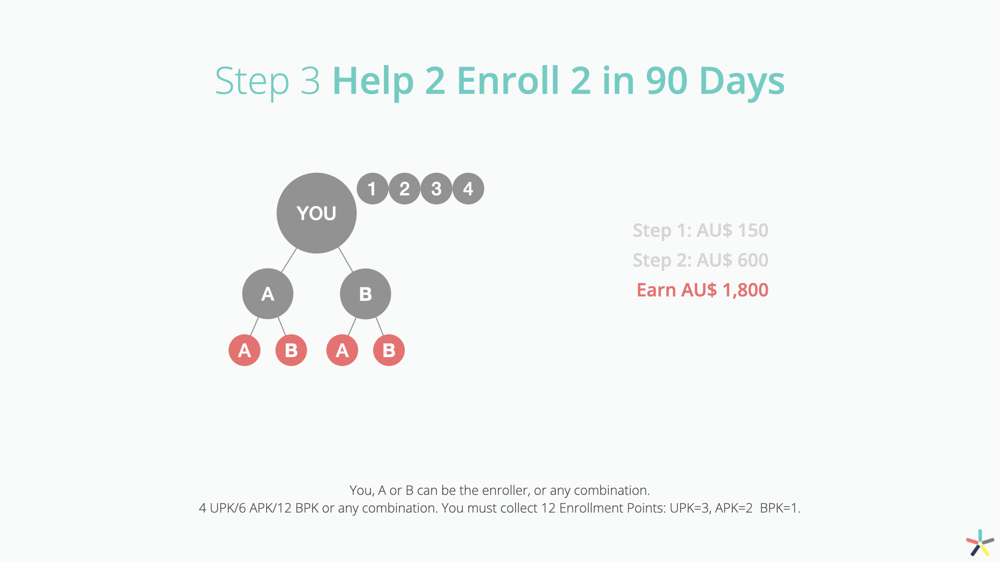 Step 3 Help 2 Enroll 2 in 90 Days
YOU
1 2 3 4
A B
A B A B
Step 1: AU$ 150
Step 2: AU$ 600
Earn AU$ 1,800
You, A or B can be the enroller, or any combination.
4 UPK/6 APK/12 BPK or any combination. You must collect 12 Enrollment Points: UPK=3, APK=2  BPK=1.